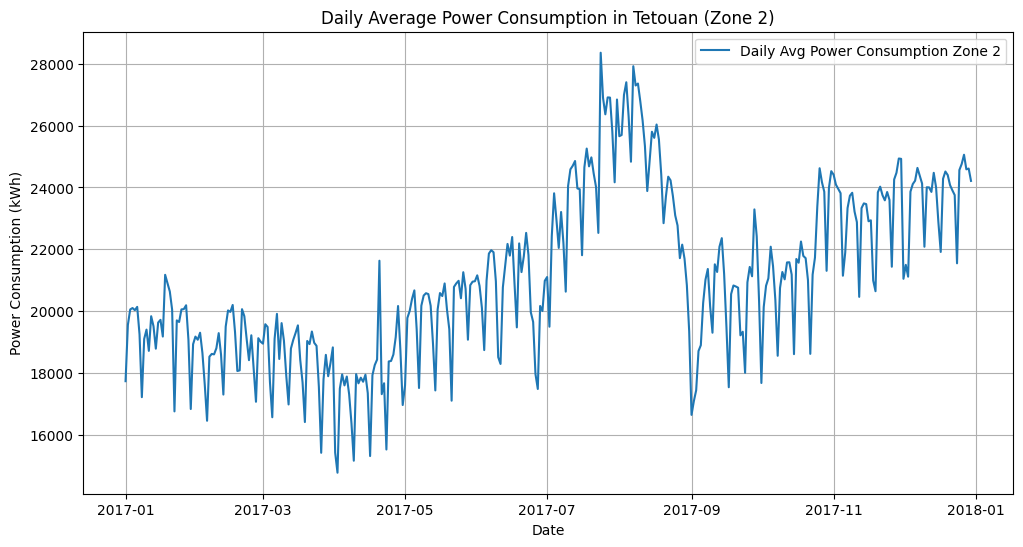 Daily Average Power Consumption in Tetouan (Zone 2)
Daily Avg Power Consumption Zone 2
Power Consumption (kWh)
28000
26000
24000
22000
20000
18000
16000
2017-01 2017-03 2017-05 2017-07 2017-09 2017-11 2018-01
Date